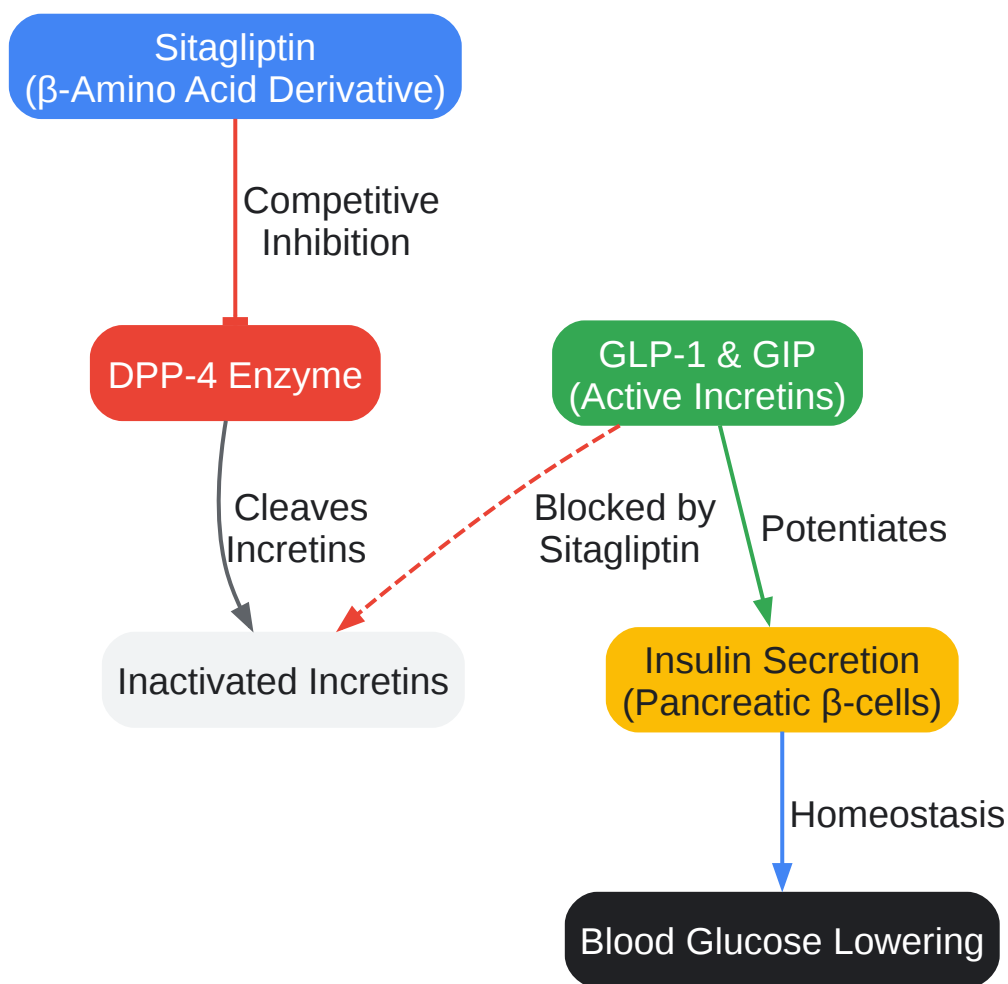 Sitagliptin
(β-Amino Acid Derivative)
Competitive
Inhibition
DPP-4 Enzyme
GLP-1 & GIP
(Active Incretins)
Cleaves
Incretins
Blocked by
Sitagliptin
Potentiates
Inactivated Incretins
Insulin Secretion
(Pancreatic β-cells)
Homeostasis
Blood Glucose Lowering